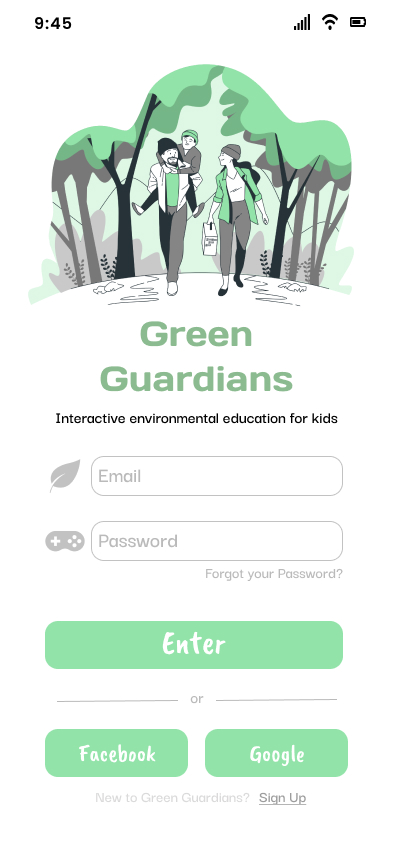 9:45
Green
Guardians
Interactive environmental education for kids
Email
Password
Forgot your Password?
Enter
or
Facebook Google
New to Green Guardians? Sign Up